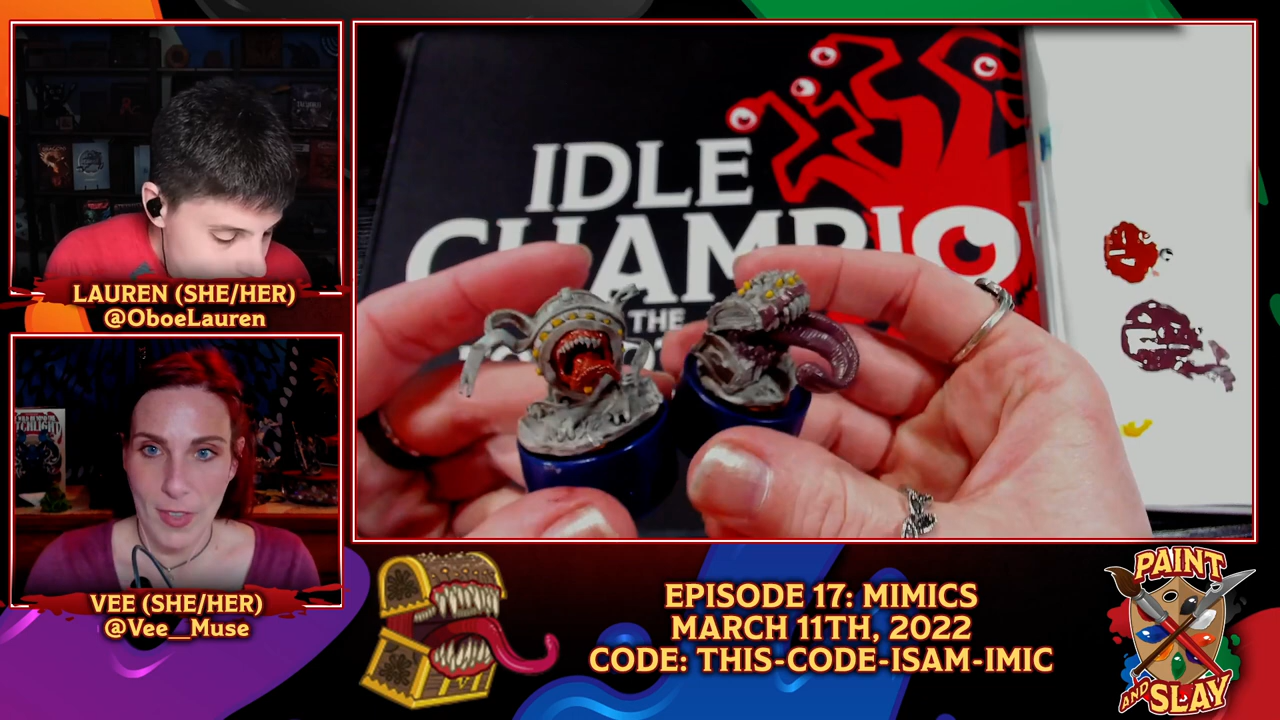 LAUREN (SHE/HER)
@OboeLauren
VEE (SHE/HER)
@Vee__Muse
IDLE
CHAMPION
THE
EPISODE 17: MIMICS
MARCH 11TH, 2022
CODE: THIS-CODE-ISAM-IMIC
PAINT
AND SLAY